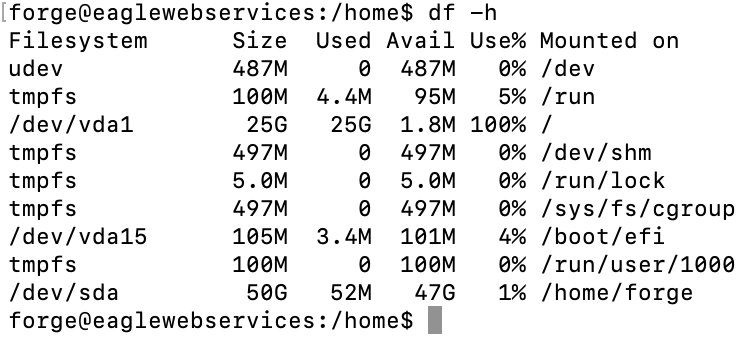 [forge@eaglewebservices:/home$ df -h
Filesystem      Size  Used Avail Use% Mounted on
udev            487M     0  487M   0% /dev
tmpfs           100M  4.4M   95M   5% /run
/dev/vda1        25G   25G  1.8M 100% /
tmpfs           497M     0  497M   0% /dev/shm
tmpfs           5.0M     0  5.0M   0% /run/lock
tmpfs           497M     0  497M   0% /sys/fs/cgroup
/dev/vda15      105M  3.4M  101M   4% /boot/efi
tmpfs           100M     0  100M   0% /run/user/1000
/dev/sda         50G   52M   47G   1% /home/forge
forge@eaglewebservices:/home$